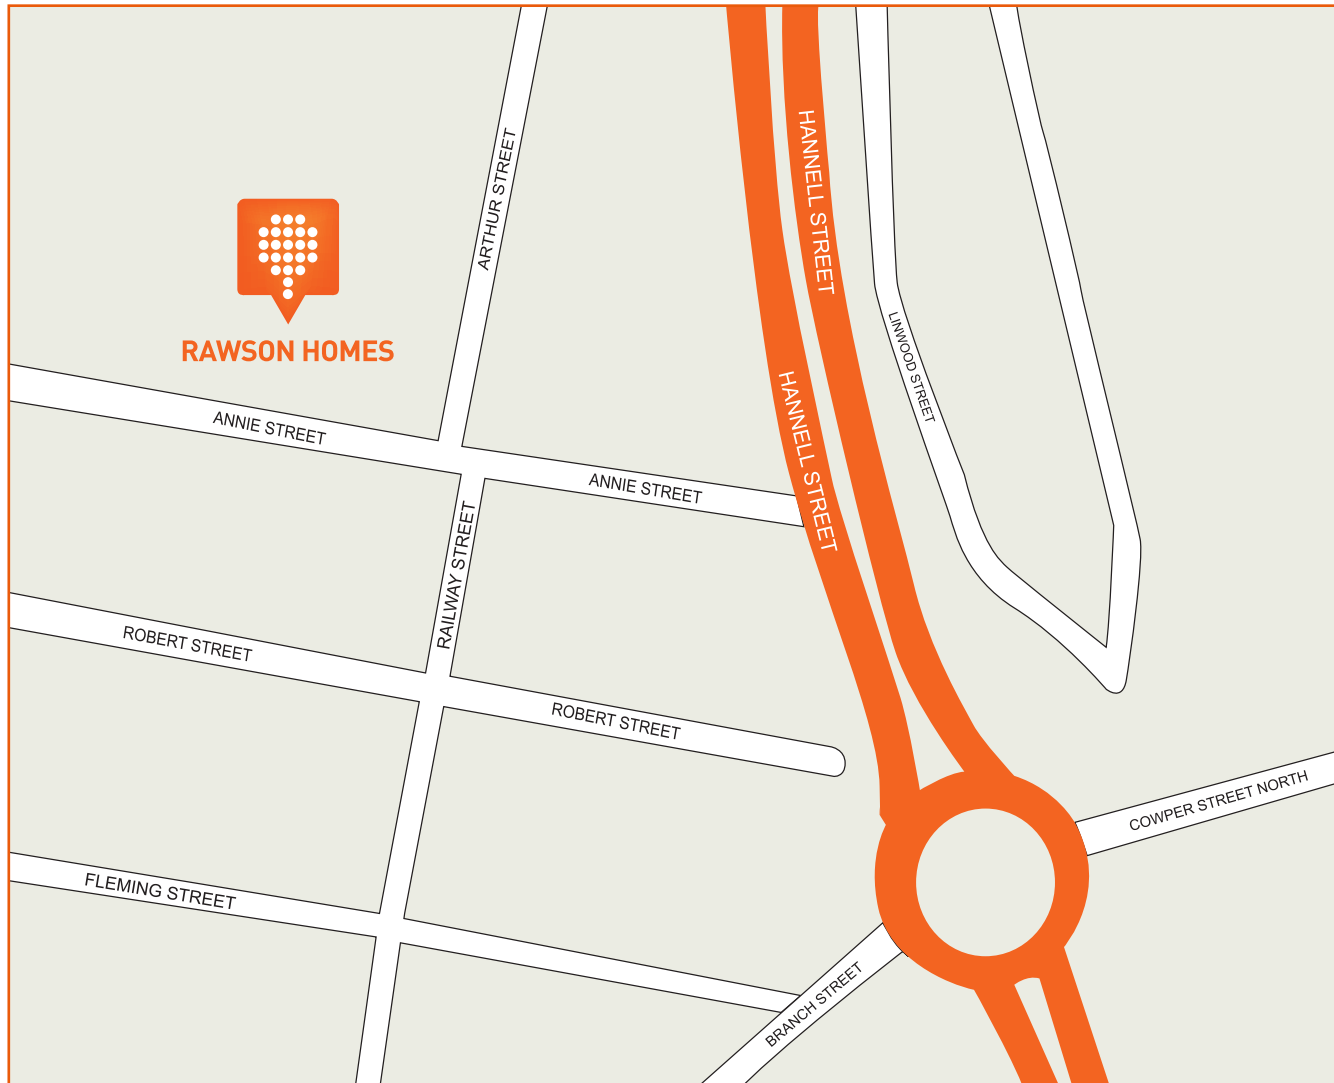 HANNELL STREET
ARTHUR STREET
LINWOOD STREET
RAWSON HOMES
HANNELL STREET
ANNIE STREET
ANNIE STREET
RAILWAY STREET
ROBERT STREET
ROBERT STREET
COWPER STREET NORTH
FLEMING STREET
BRANCH STREET